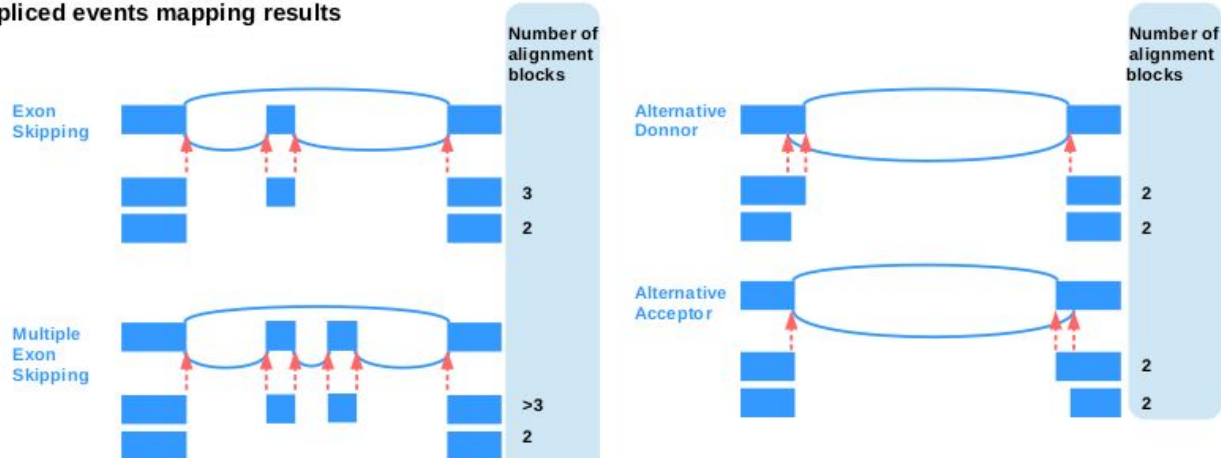 pliced events mapping results
Number of
alignment
blocks
Exon
Skipping
3
2
Multiple
Exon
Skipping
>3
2
Number of
alignment
blocks
Alternative
Donnor
2
2
Alternative
Acceptor
2
2